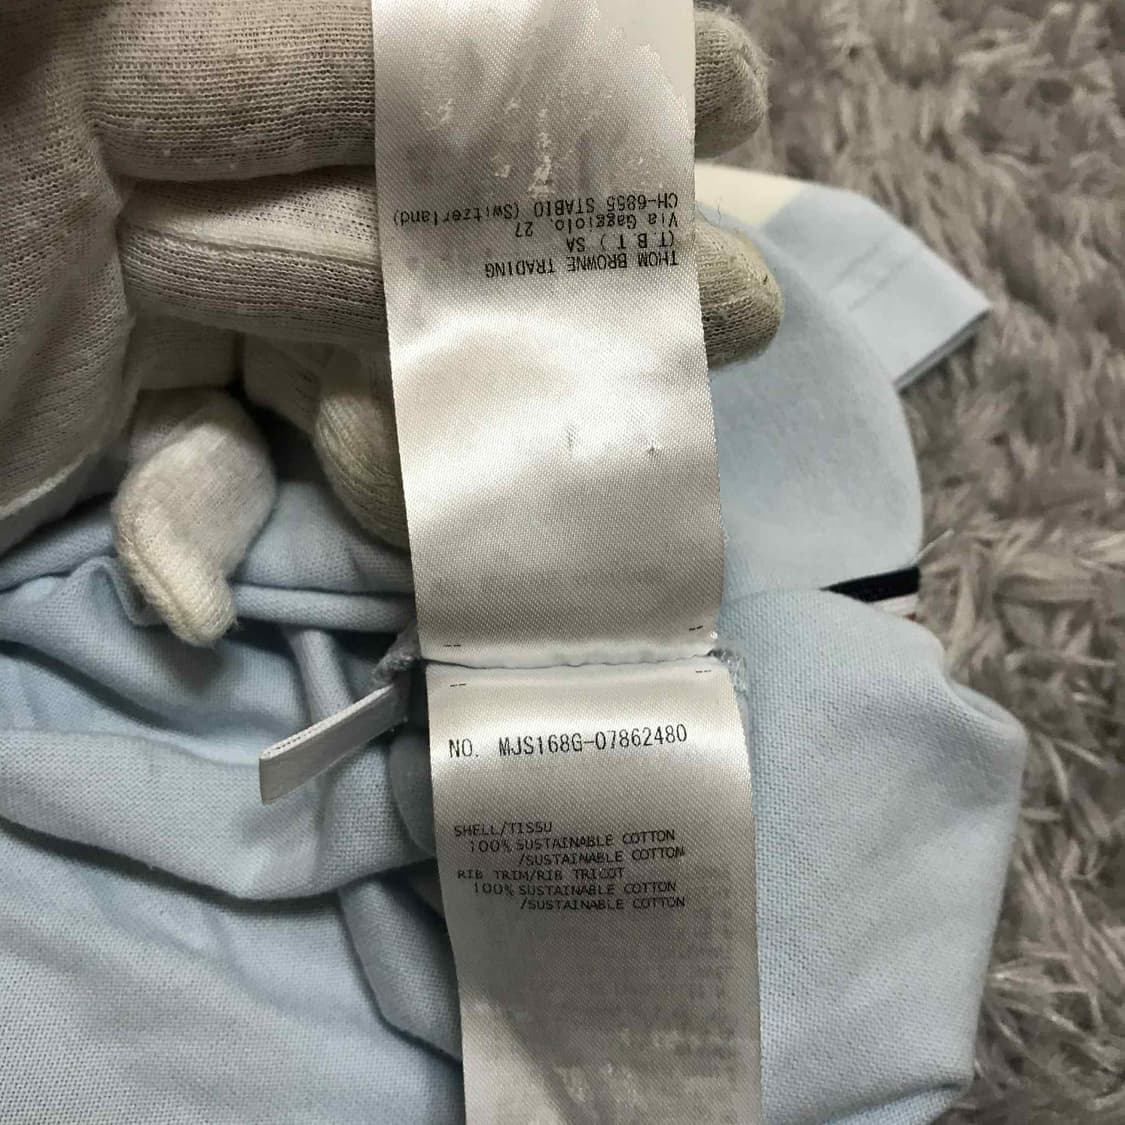 THOM BROWNE TRADING
(T B T ) SA
Via Gaggiolo, 27
CH-6855 STABIO (Switzerland)
NO. MJS168G-07862480
SHELL/TISSU
100% SUSTAINABLE COTTON
/SUSTAINABLE COTTON
RIB TRIM/RIB TRICOT
100% SUSTAINABLE COTTON
/SUSTAINABLE COTTON